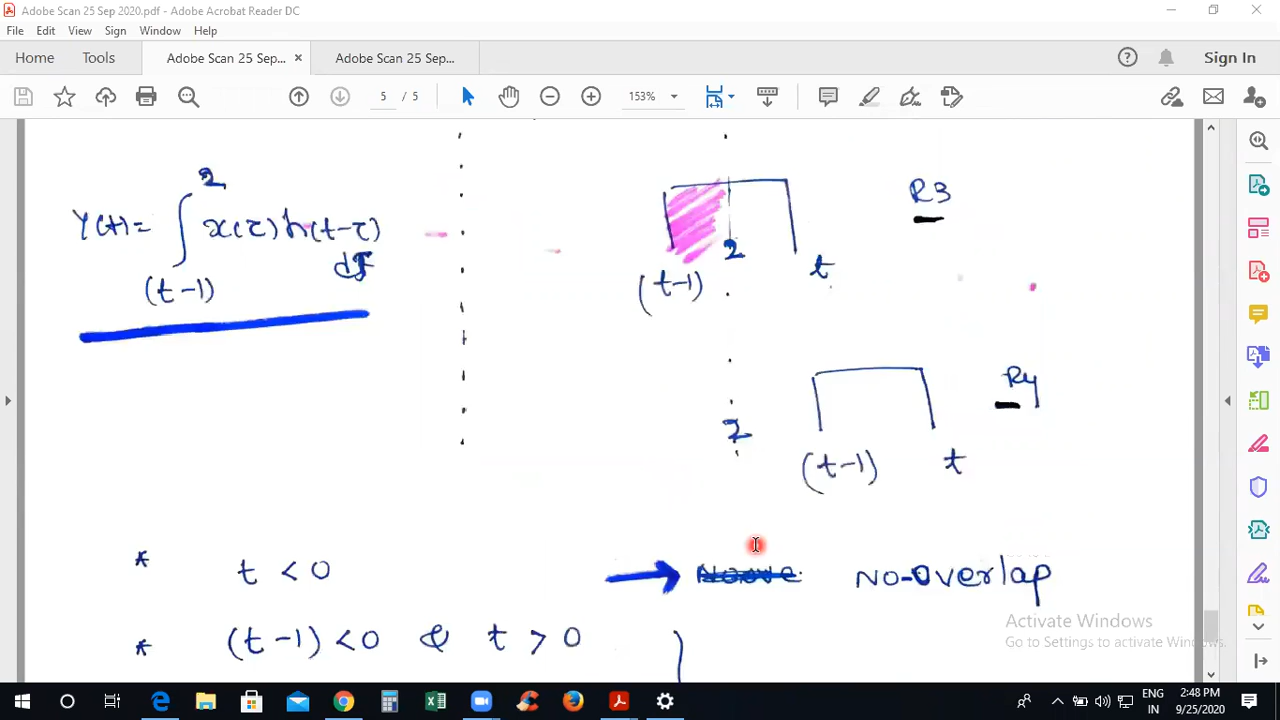 Adobe Scan 25 Sep 2020.pdf - Adobe Acrobat Reader DC
File Edit View Sign Window Help
Home Tools Adobe Scan 25 Sep... × Adobe Scan 25 Sep... Sign In
5 / 5 153%
2
Y(t)= ∫ x(τ) h(t-τ) dτ
(t-1)
R3
2
(t-1) t
R4
2
(t-1) t
* t < 0 → No-Overlap
* (t-1) < 0 & t > 0
Activate Windows
Go to Settings to activate Windows.
ENG 2:48 PM
IN 9/25/2020